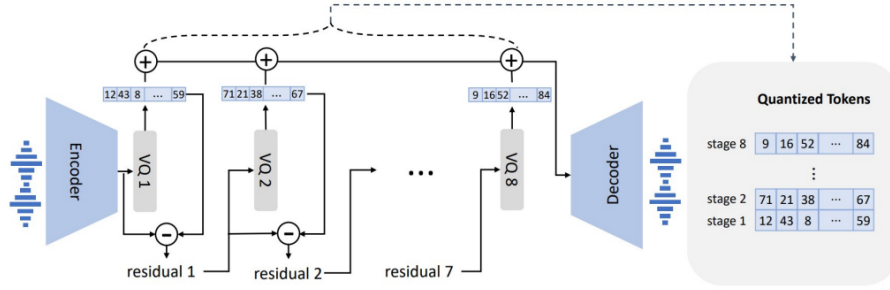 12 43 8 ... 59
71 21 38 ... 67
9 16 52 ... 84
Encoder
VQ 1
VQ 2
...
VQ 8
Decoder
residual 1
residual 2
residual 7
Quantized Tokens
stage 8 9 16 52 ... 84
⋮
stage 2 71 21 38 ... 67
stage 1 12 43 8 ... 59